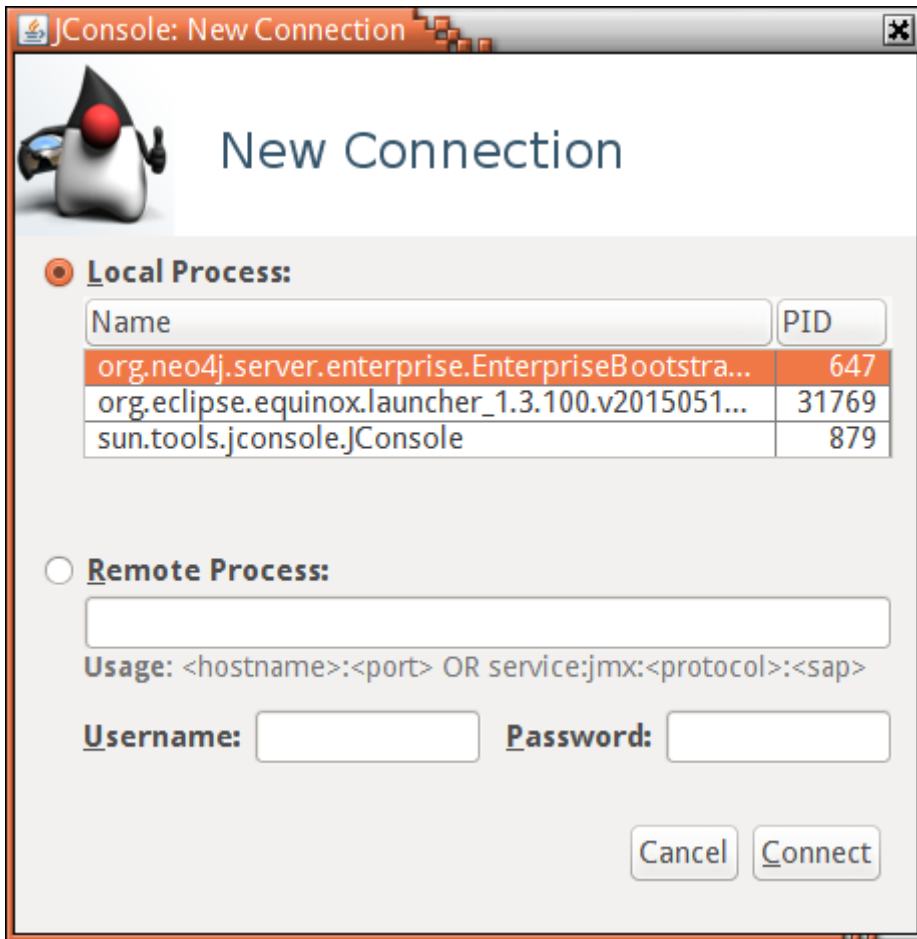 JConsole: New Connection
New Connection
Local Process:
Name PID
org.neo4j.server.enterprise.EnterpriseBootstra... 647
org.eclipse.equinox.launcher_1.3.100.v2015051... 31769
sun.tools.jconsole.JConsole 879
Remote Process:
Usage: <hostname>:<port> OR service:jmx:<protocol>:<sap>
Username: Password:
Cancel Connect